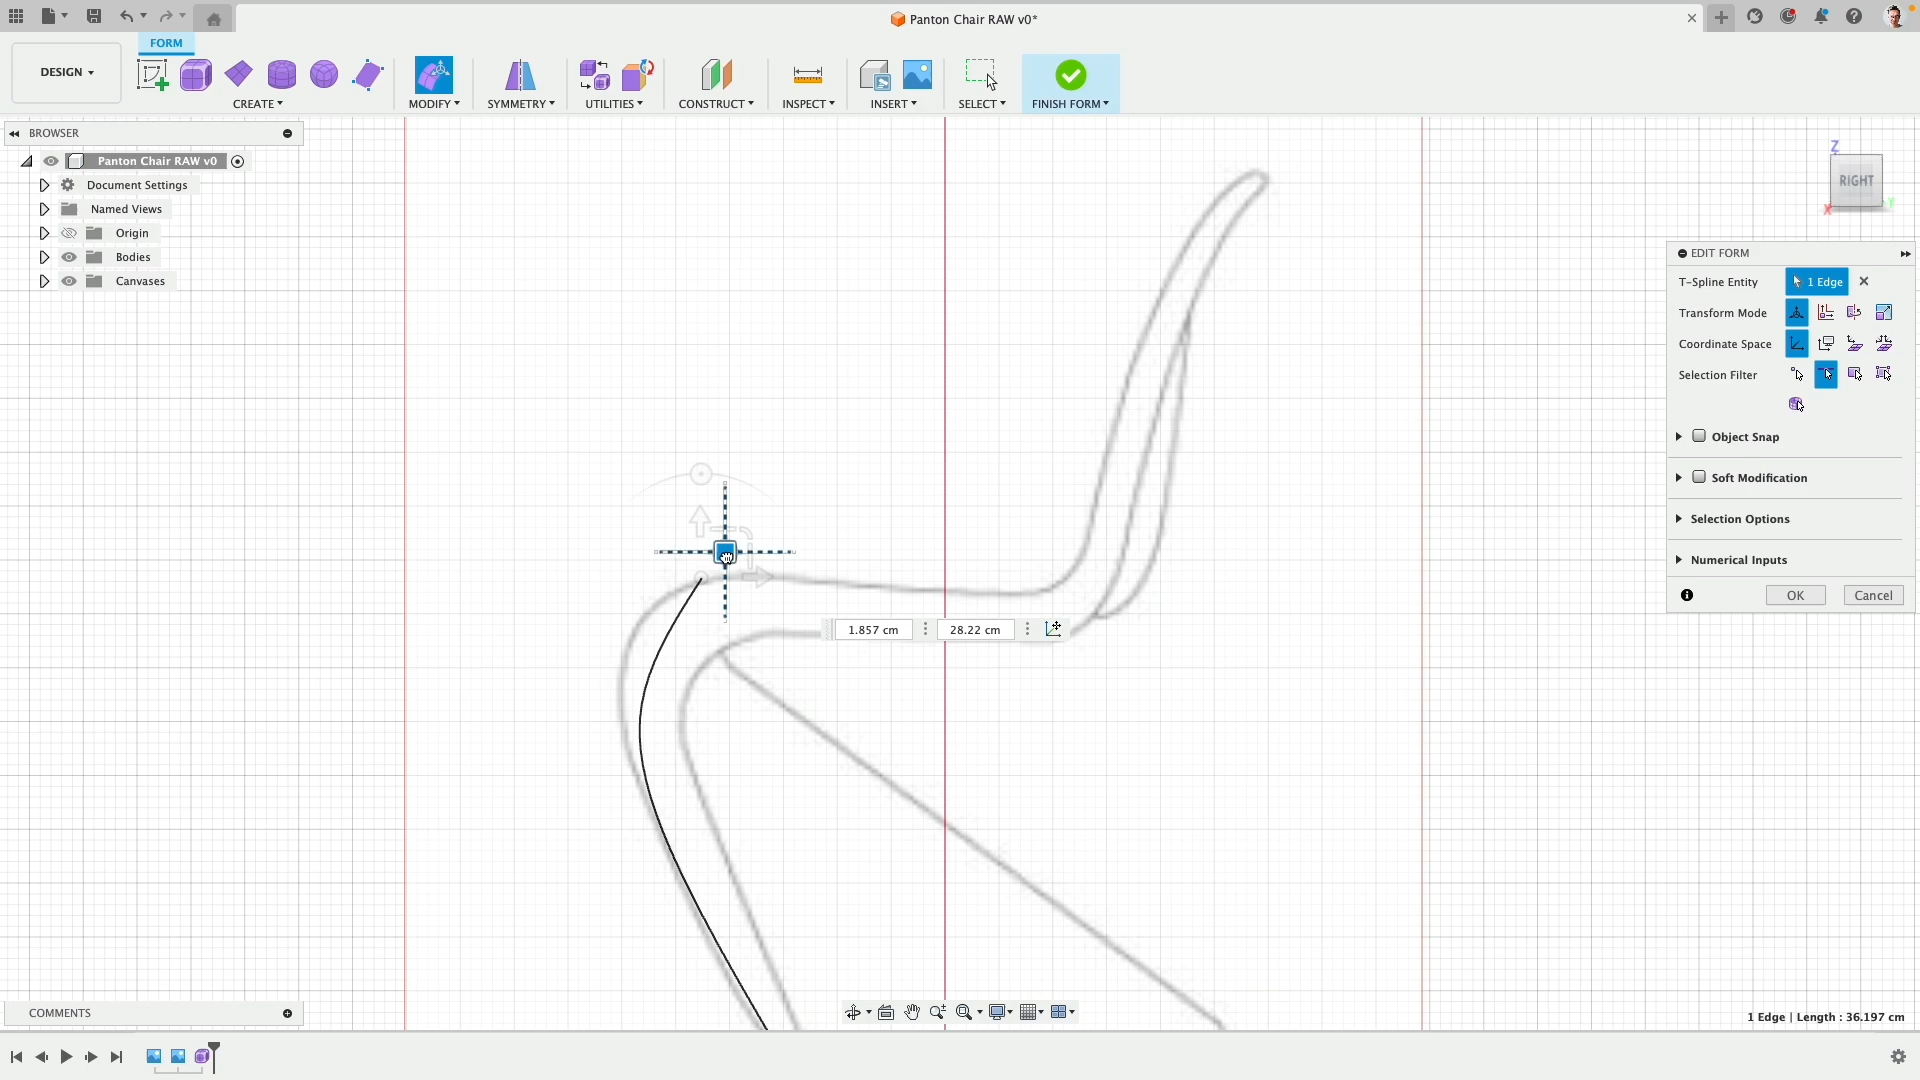 Panton Chair RAW v0*
FORM
DESIGN
CREATE
MODIFY
SYMMETRY
UTILITIES
CONSTRUCT
INSPECT
INSERT
SELECT
FINISH FORM
BROWSER
Panton Chair RAW v0
Document Settings
Named Views
Origin
Bodies
Canvases
Z
RIGHT
X
Y
EDIT FORM
T-Spline Entity
1 Edge
Transform Mode
Coordinate Space
Selection Filter
Object Snap
Soft Modification
Selection Options
Numerical Inputs
OK
Cancel
1.857 cm
28.22 cm
COMMENTS
1 Edge | Length : 36.197 cm